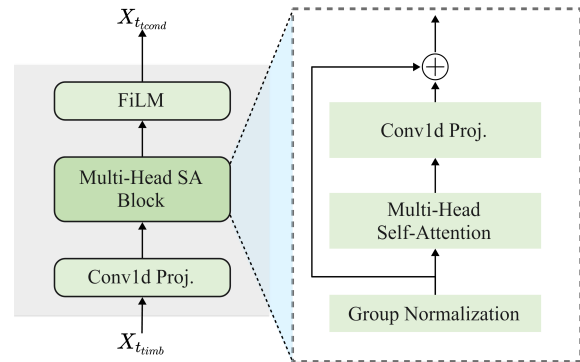 X_{t_{tcond}}
FiLM
Multi-Head SA
Block
Conv1d Proj.
X_{t_{timb}}
Conv1d Proj.
Multi-Head
Self-Attention
Group Normalization